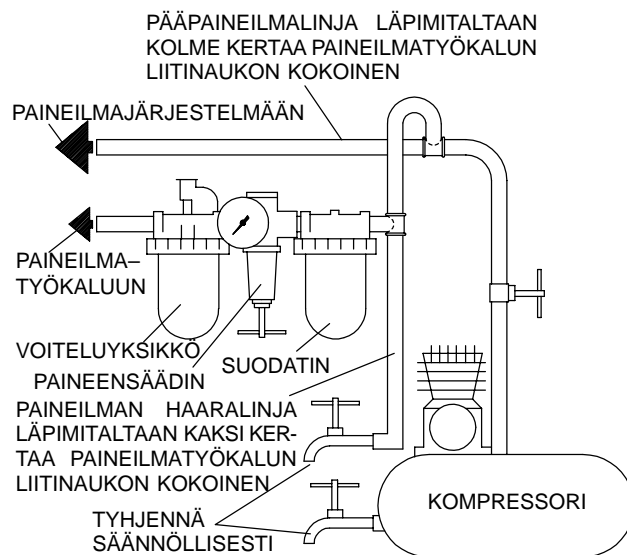 PÄÄPAINEILMALINJA LÄPIMITALTAAN
KOLME KERTAA PAINEILMATYÖKALUN
LIITINAUKON KOKOINEN
PAINEILMAJÄRJESTELMÄÄN
PAINEILMA–
TYÖKALUUN
VOITELUYKSIKKÖ
SUODATIN
PAINEENSÄÄDIN
PAINEILMAN HAARALINJA
LÄPIMITALTAAN KAKSI KER-
TAA PAINEILMATYÖKALUN
LIITINAUKON KOKOINEN
KOMPRESSORI
TYHJENNÄ
SÄÄNNÖLLISESTI